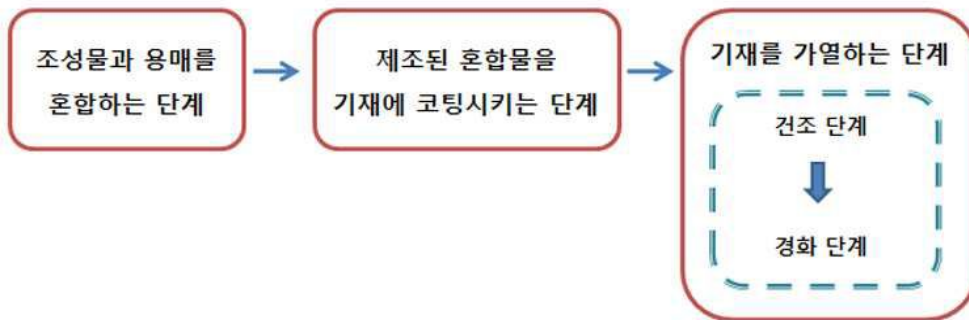 조성물과 용매를
혼합하는 단계
제조된 혼합물을
기재에 코팅시키는 단계
기재를 가열하는 단계
건조 단계
경화 단계